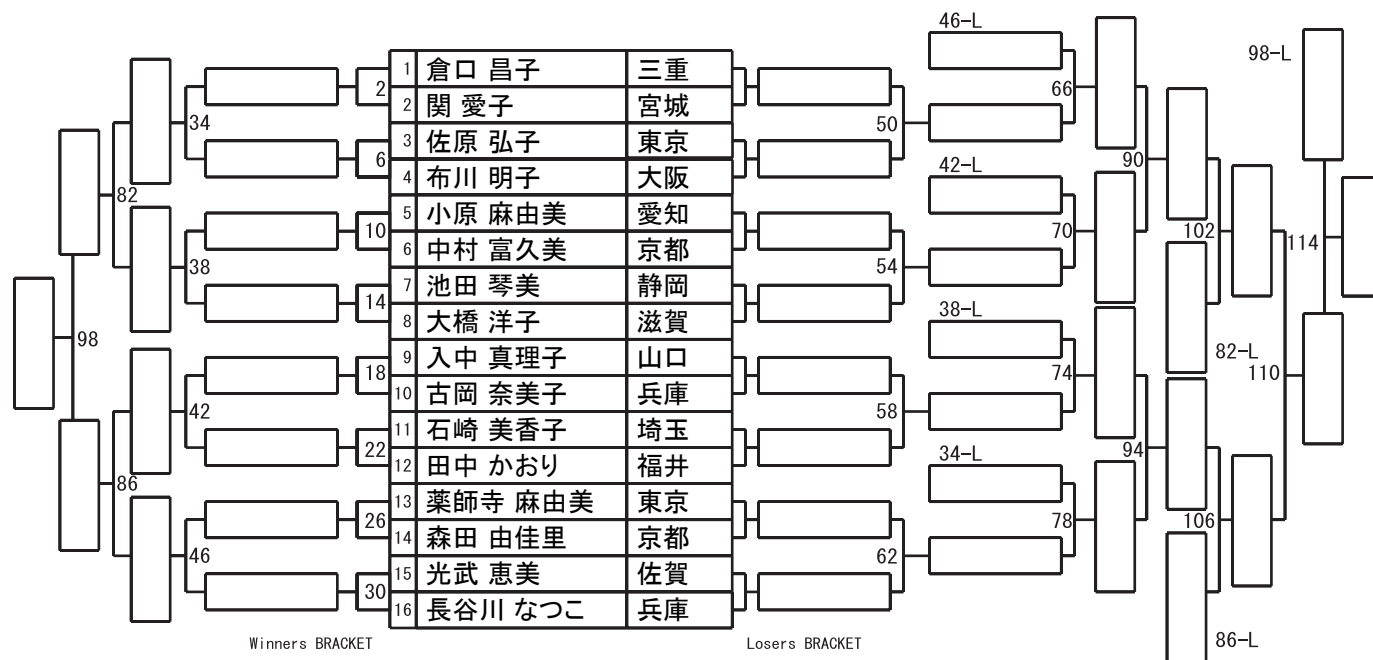 46-L
98-L
1 倉口 昌子 三重
2
66
2 関 愛子 宮城
34
50
3 佐原 弘子 東京
6
90
4 布川 明子 大阪
42-L
82
5 小原 麻由美 愛知
10
70
102
114
6 中村 富久美 京都
38
54
7 池田 琴美 静岡
14
8 大橋 洋子 滋賀
38-L
98
9 入中 真理子 山口
82-L
18
74
110
10 古岡 奈美子 兵庫
42
58
11 石崎 美香子 埼玉
22
94
12 田中 かおり 福井
34-L
86
13 薬師寺 麻由美 東京
26
78
106
14 森田 由佳里 京都
46
62
15 光武 恵美 佐賀
30
16 長谷川 なつこ 兵庫
Winners BRACKET
Losers BRACKET
86-L